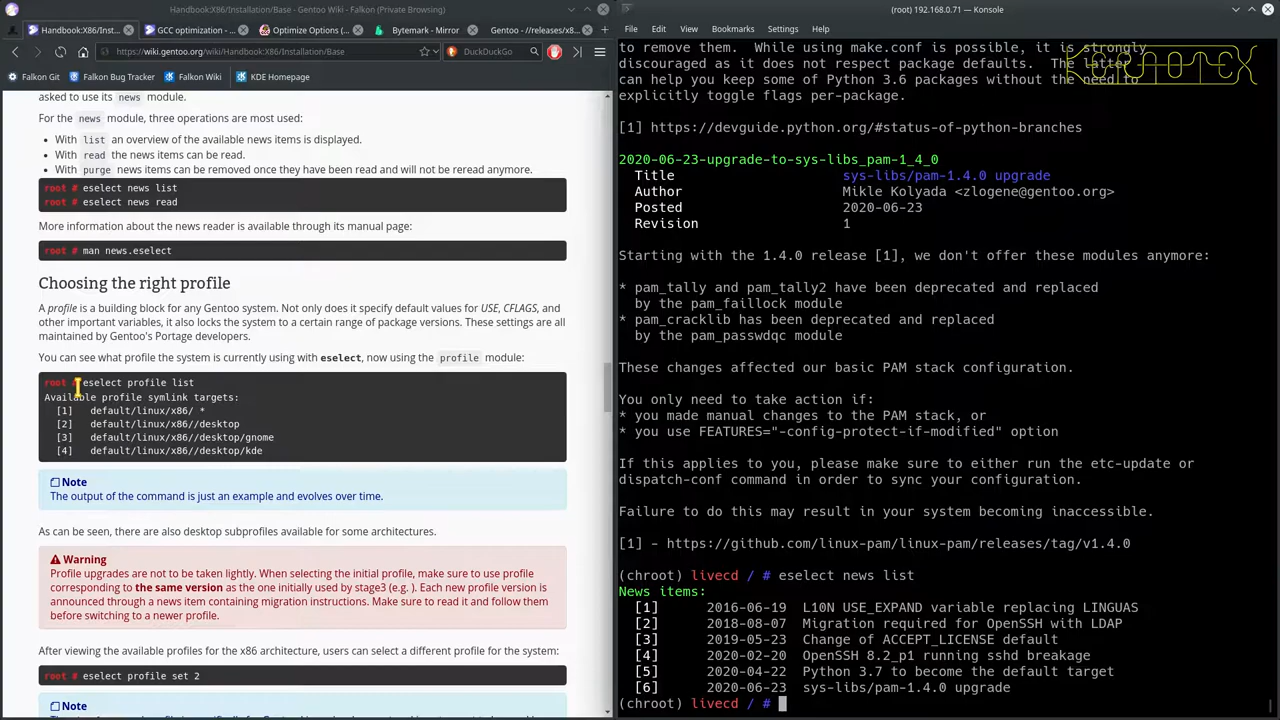 Handbook:X86/Installation/Base - Gentoo Wiki - Falkon (Private Browsing)
Handbook:X86/Inst...
GCC optimization - ...
Optimize Options (...
Bytemark - Mirror
Gentoo - //releases/x8...
https://wiki.gentoo.org/wiki/Handbook:X86/Installation/Base
DuckDuckGo
Falkon Git
Falkon Bug Tracker
Falkon Wiki
KDE Homepage
asked to use its news module.
For the news module, three operations are most used:
With list an overview of the available news items is displayed.
With read the news items can be read.
With purge news items can be removed once they have been read and will not be reread anymore.
root # eselect news list
root # eselect news read
More information about the news reader is available through its manual page:
root # man news.eselect
Choosing the right profile
A profile is a building block for any Gentoo system. Not only does it specify default values for USE, CFLAGS, and
other important variables, it also locks the system to a certain range of package versions. These settings are all
maintained by Gentoo's Portage developers.
You can see what profile the system is currently using with eselect, now using the profile module:
root # eselect profile list
Available profile symlink targets:
[1] default/linux/x86/ *
[2] default/linux/x86//desktop
[3] default/linux/x86//desktop/gnome
[4] default/linux/x86//desktop/kde
Note
The output of the command is just an example and evolves over time.
As can be seen, there are also desktop subprofiles available for some architectures.
Warning
Profile upgrades are not to be taken lightly. When selecting the initial profile, make sure to use profile
corresponding to the same version as the one initially used by stage3 (e.g. ). Each new profile version is
announced through a news item containing migration instructions. Make sure to read it and follow them
before switching to a newer profile.
After viewing the available profiles for the x86 architecture, users can select a different profile for the system:
root # eselect profile set 2
Note
(root) 192.168.0.71 — Konsole
File Edit View Bookmarks Settings Help
to remove them. While using make.conf is possible, it is strongly
discouraged as it does not respect package defaults. The latter
can help you keep some of Python 3.6 packages without the need to
explicitly toggle flags per-package.
[1] https://devguide.python.org/#status-of-python-branches
2020-06-23-upgrade-to-sys-libs_pam-1_4_0
Title sys-libs/pam-1.4.0 upgrade
Author Mikle Kolyada <zlogene@gentoo.org>
Posted 2020-06-23
Revision 1
Starting with the 1.4.0 release [1], we don't offer these modules anymore:
* pam_tally and pam_tally2 have been deprecated and replaced
by the pam_faillock module
* pam_cracklib has been deprecated and replaced
by the pam_passwdqc module
These changes affected our basic PAM stack configuration.
You only need to take action if:
* you made manual changes to the PAM stack, or
* you use FEATURES="-config-protect-if-modified" option
If this applies to you, please make sure to either run the etc-update or
dispatch-conf command in order to sync your configuration.
Failure to do this may result in your system becoming inaccessible.
[1] - https://github.com/linux-pam/linux-pam/releases/tag/v1.4.0
(chroot) livecd / # eselect news list
News items:
[1] 2016-06-19 L10N USE_EXPAND variable replacing LINGUAS
[2] 2018-08-07 Migration required for OpenSSH with LDAP
[3] 2019-05-23 Change of ACCEPT_LICENSE default
[4] 2020-02-20 OpenSSH 8.2_p1 running sshd breakage
[5] 2020-04-22 Python 3.7 to become the default target
[6] 2020-06-23 sys-libs/pam-1.4.0 upgrade
(chroot) livecd / #